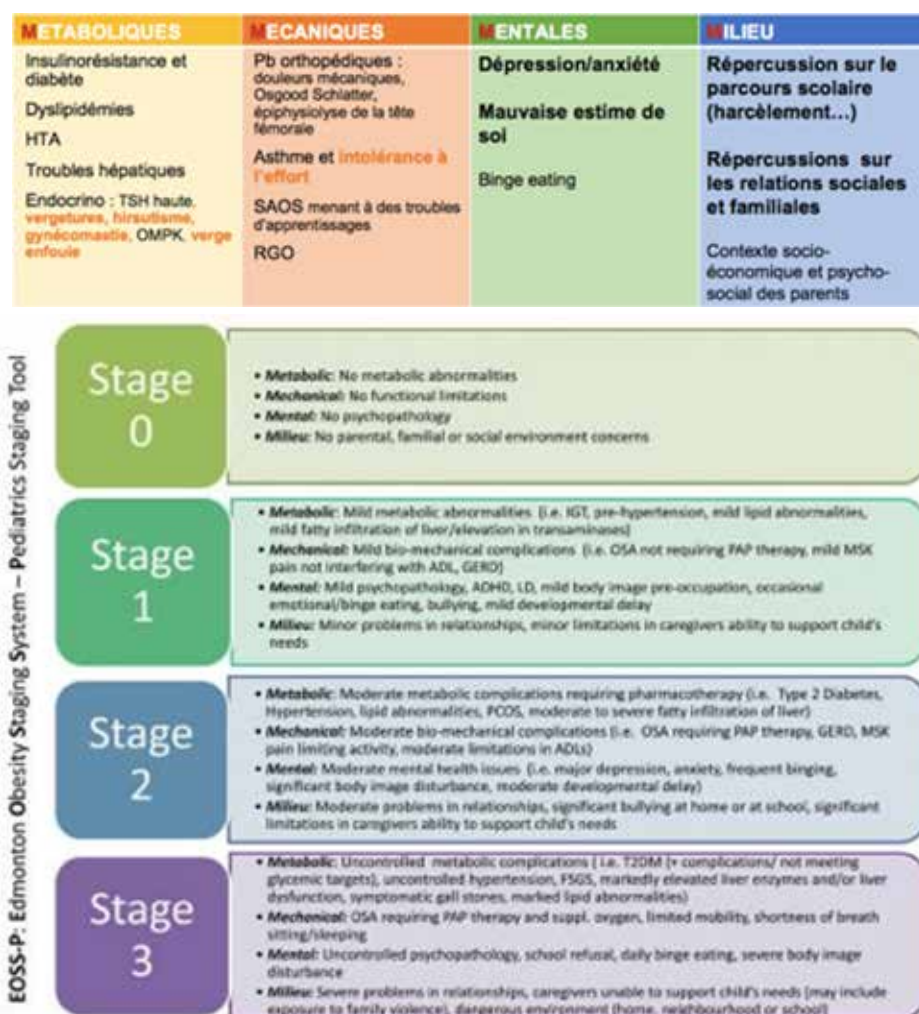 METABOLIQUES
Insulinorésistance et
diabète
Dyslipidémies
HTA
Troubles hépatiques
Endocrino : TSH haute,
vergetures, hirsutisme,
gynécomastie, OMPK, verge
enfouie
MECANIQUES
Pb orthopédiques :
douleurs mécaniques,
Osgood Schlatter,
épiphysiolyse de la tête
fémorale
Asthme et intolérance à
l'effort
SAOS menant à des troubles
d'apprentissages
RGO
MENTALES
Dépression/anxiété
Mauvaise estime de
soi
Binge eating
MILIEU
Répercussion sur le
parcours scolaire
(harcèlement...)
Répercussions sur
les relations sociales
et familiales
Contexte socio-
économique et psycho-
social des parents
EOSS-P: Edmonton Obesity Staging System – Pediatrics Staging Tool
Stage
0
• Metabolic: No metabolic abnormalities
• Mechanical: No functional limitations
• Mental: No psychopathology
• Milieu: No parental, familial or social environment concerns
Stage
1
• Metabolic: Mild metabolic abnormalities (i.e. IGT, pre-hypertension, mild lipid abnormalities,
mild fatty infiltration of liver/elevation in transaminases)
• Mechanical: Mild bio-mechanical complications (i.e. OSA not requiring PAP therapy, mild MSK
pain not interfering with ADL, GERD)
• Mental: Mild psychopathology, ADHD, LD, mild body image pre-occupation, occasional
emotional/binge eating, bullying, mild developmental delay
• Milieu: Minor problems in relationships, minor limitations in caregivers ability to support child's
needs
Stage
2
• Metabolic: Moderate metabolic complications requiring pharmacotherapy (i.e. Type 2 Diabetes,
Hypertension, lipid abnormalities, PCOS, moderate to severe fatty infiltration of liver)
• Mechanical: Moderate bio-mechanical complications (i.e. OSA requiring PAP therapy, GERD, MSK
pain limiting activity, moderate limitations in ADLs)
• Mental: Moderate mental health issues (i.e. major depression, anxiety, frequent binging,
significant body image disturbance, moderate developmental delay)
• Milieu: Moderate problems in relationships, significant bullying at home or at school, significant
limitations in caregivers ability to support child's needs
Stage
3
• Metabolic: Uncontrolled metabolic complications ( i.e. T2DM (+ complications/ not meeting
glycemic targets), uncontrolled hypertension, FSGS, markedly elevated liver enzymes and/or liver
dysfunction, symptomatic gall stones, marked lipid abnormalities)
• Mechanical: OSA requiring PAP therapy and suppl. oxygen, limited mobility, shortness of breath
sitting/sleeping
• Mental: Uncontrolled psychopathology, school refusal, daily binge eating, severe body image
disturbance
• Milieu: Severe problems in relationships, caregivers unable to support child's needs (may include
exposure to family violence), dangerous environment (home, neighbourhood or school)